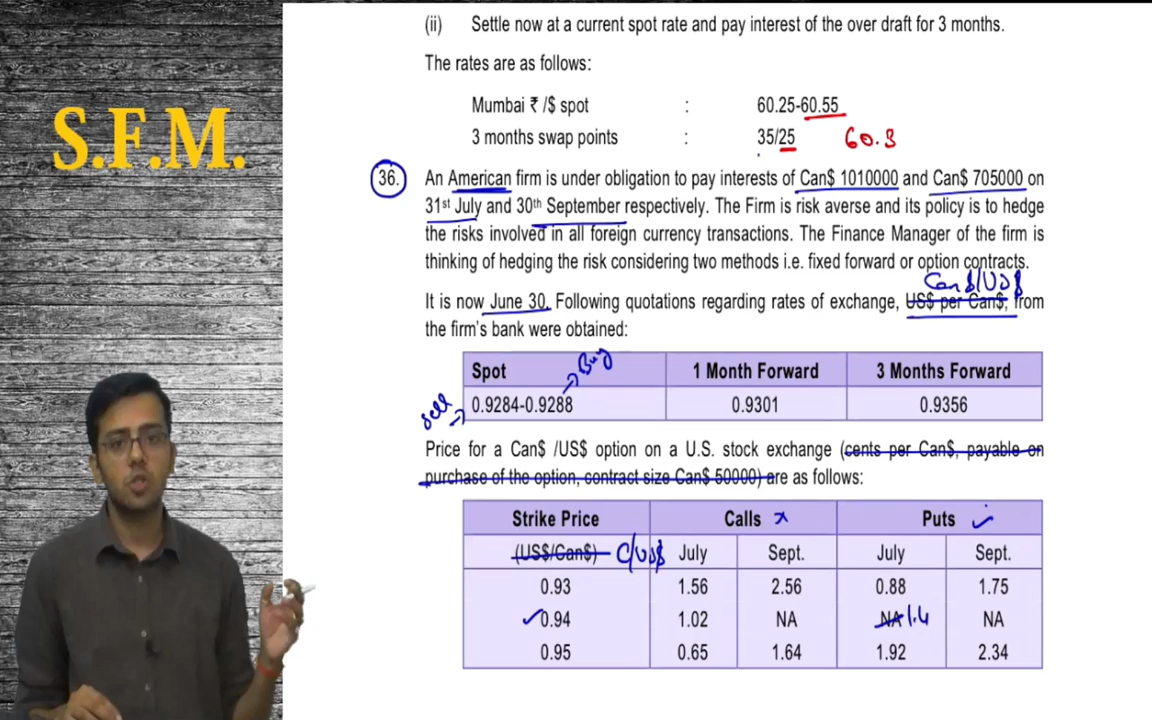 S.F.M.
(ii) Settle now at a current spot rate and pay interest of the over draft for 3 months.
The rates are as follows:
Mumbai ₹ /$ spot : 60.25-60.55
3 months swap points : 35/25 60.3
36. An American firm is under obligation to pay interests of Can$ 1010000 and Can$ 705000 on
31st July and 30th September respectively. The Firm is risk averse and its policy is to hedge
the risks involved in all foreign currency transactions. The Finance Manager of the firm is
thinking of hedging the risk considering two methods i.e. fixed forward or option contracts.
Can$/US$
It is now June 30. Following quotations regarding rates of exchange, US$ per Can$, from
the firm's bank were obtained:
Buy
Spot 1 Month Forward 3 Months Forward
Sell
0.9284-0.9288 0.9301 0.9356
Price for a Can$ /US$ option on a U.S. stock exchange (cents per Can$, payable on
purchase of the option, contract size Can$ 50000) are as follows:
Strike Price Calls Puts
(US$/Can$) C/US$ July Sept. July Sept.
0.93 1.56 2.56 0.88 1.75
0.94 1.02 NA NA 1.4 NA
0.95 0.65 1.64 1.92 2.34